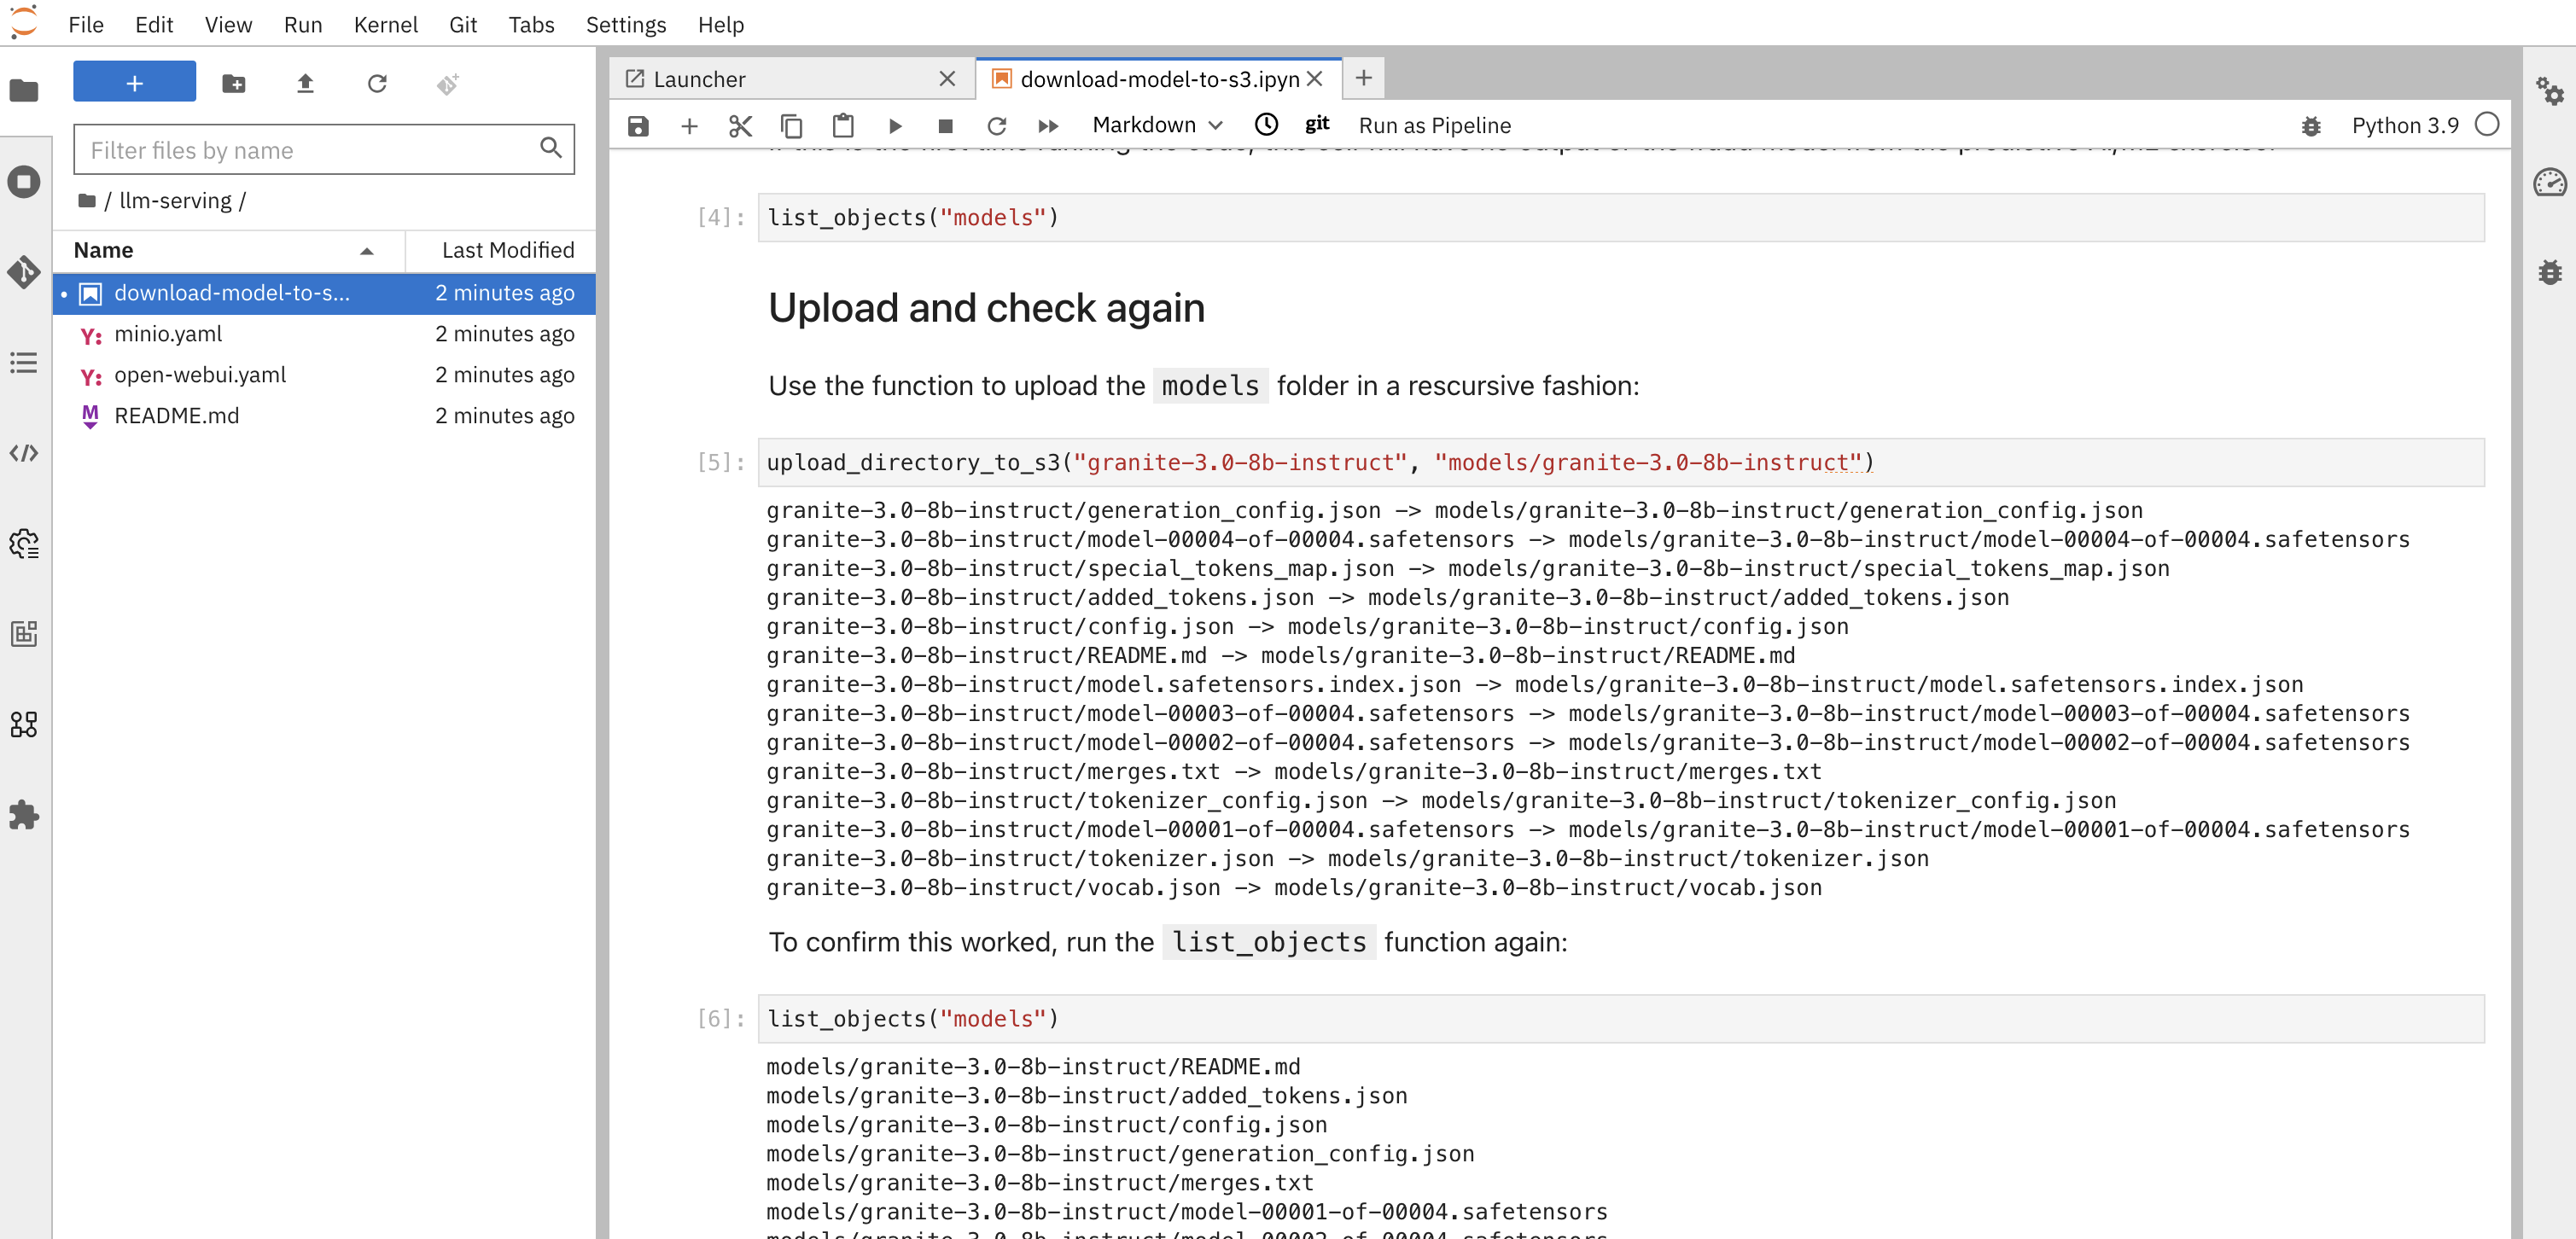 File Edit View Run Kernel Git Tabs Settings Help
Filter files by name
/ llm-serving /
Name Last Modified
download-model-to-s... 2 minutes ago
minio.yaml 2 minutes ago
open-webui.yaml 2 minutes ago
README.md 2 minutes ago
Launcher
download-model-to-s3.ipyn
Markdown git Run as Pipeline Python 3.9
[4]: list_objects("models")
Upload and check again
Use the function to upload the models folder in a rescursive fashion:
[5]: upload_directory_to_s3("granite-3.0-8b-instruct", "models/granite-3.0-8b-instruct")
granite-3.0-8b-instruct/generation_config.json -> models/granite-3.0-8b-instruct/generation_config.json
granite-3.0-8b-instruct/model-00004-of-00004.safetensors -> models/granite-3.0-8b-instruct/model-00004-of-00004.safetensors
granite-3.0-8b-instruct/special_tokens_map.json -> models/granite-3.0-8b-instruct/special_tokens_map.json
granite-3.0-8b-instruct/added_tokens.json -> models/granite-3.0-8b-instruct/added_tokens.json
granite-3.0-8b-instruct/config.json -> models/granite-3.0-8b-instruct/config.json
granite-3.0-8b-instruct/README.md -> models/granite-3.0-8b-instruct/README.md
granite-3.0-8b-instruct/model.safetensors.index.json -> models/granite-3.0-8b-instruct/model.safetensors.index.json
granite-3.0-8b-instruct/model-00003-of-00004.safetensors -> models/granite-3.0-8b-instruct/model-00003-of-00004.safetensors
granite-3.0-8b-instruct/model-00002-of-00004.safetensors -> models/granite-3.0-8b-instruct/model-00002-of-00004.safetensors
granite-3.0-8b-instruct/merges.txt -> models/granite-3.0-8b-instruct/merges.txt
granite-3.0-8b-instruct/tokenizer_config.json -> models/granite-3.0-8b-instruct/tokenizer_config.json
granite-3.0-8b-instruct/model-00001-of-00004.safetensors -> models/granite-3.0-8b-instruct/model-00001-of-00004.safetensors
granite-3.0-8b-instruct/tokenizer.json -> models/granite-3.0-8b-instruct/tokenizer.json
granite-3.0-8b-instruct/vocab.json -> models/granite-3.0-8b-instruct/vocab.json
To confirm this worked, run the list_objects function again:
[6]: list_objects("models")
models/granite-3.0-8b-instruct/README.md
models/granite-3.0-8b-instruct/added_tokens.json
models/granite-3.0-8b-instruct/config.json
models/granite-3.0-8b-instruct/generation_config.json
models/granite-3.0-8b-instruct/merges.txt
models/granite-3.0-8b-instruct/model-00001-of-00004.safetensors